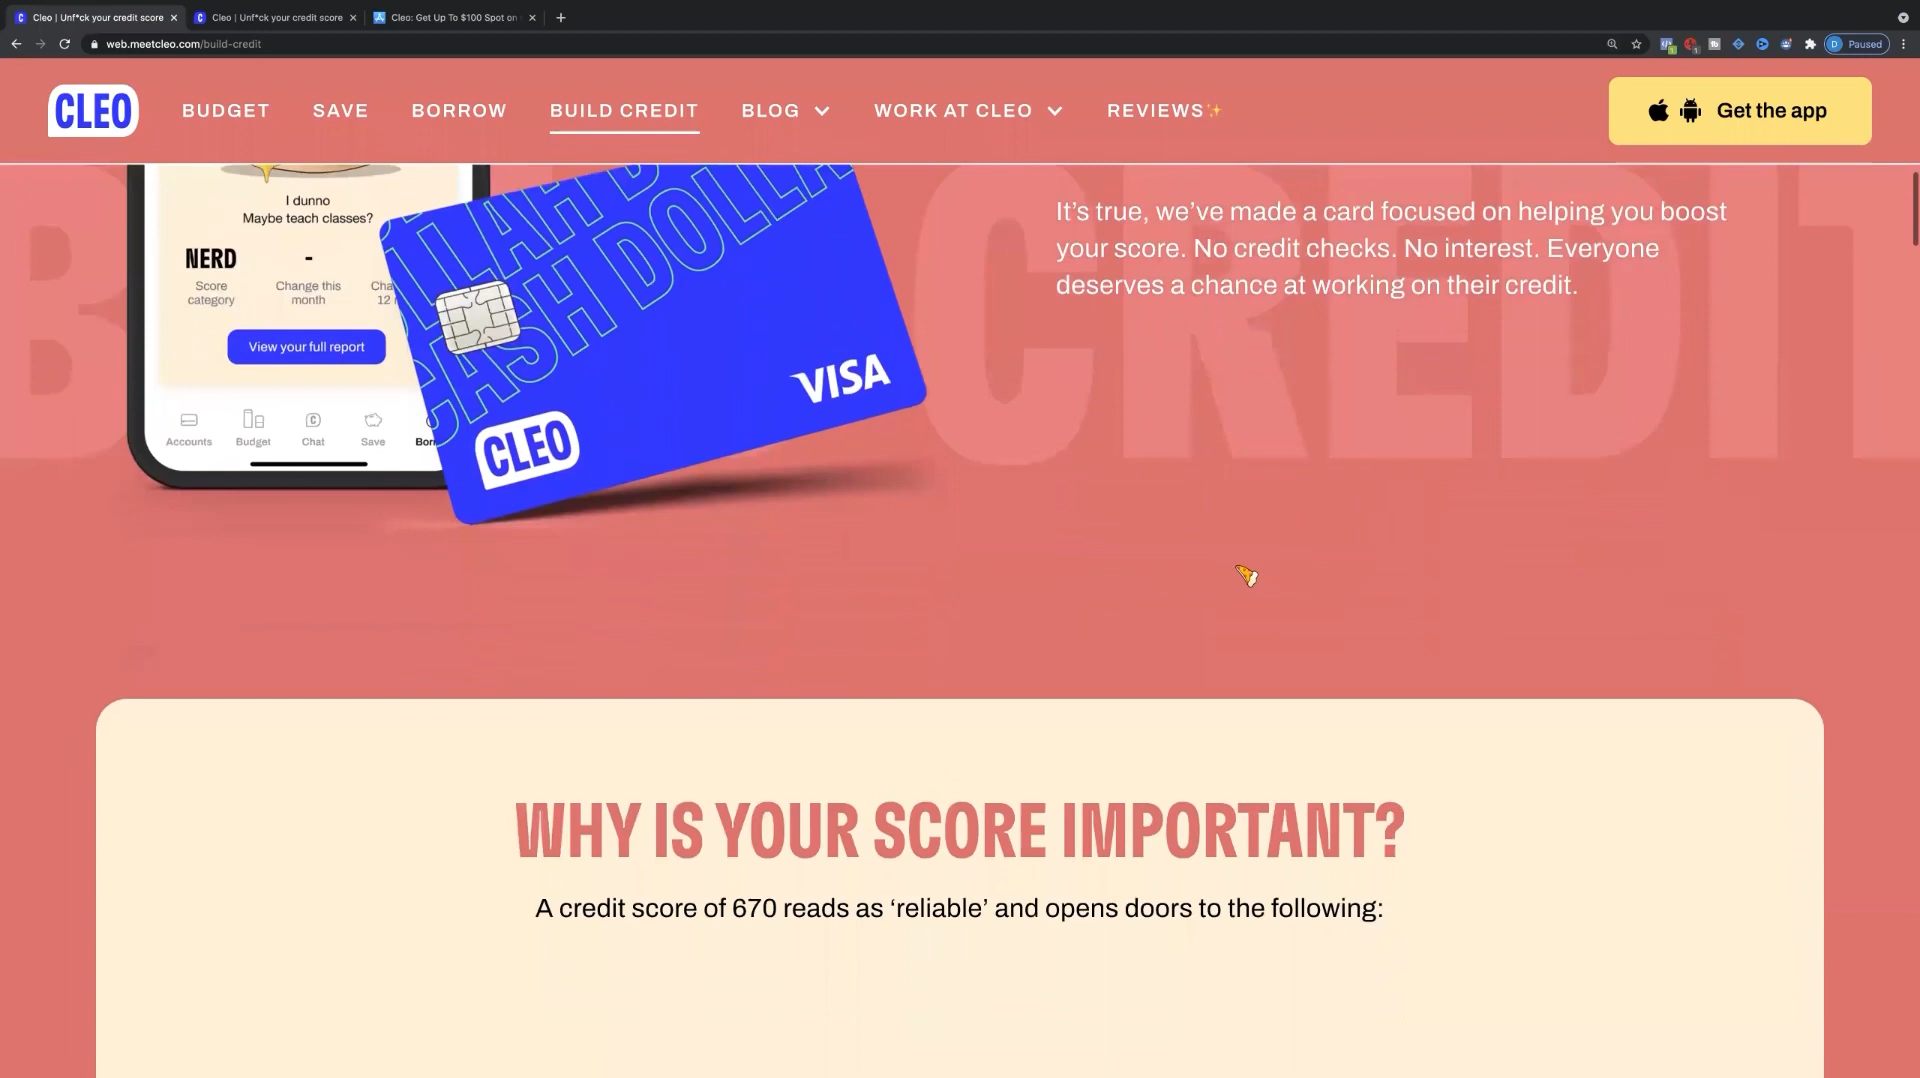 Cleo | Unf*ck your credit score
Cleo | Unf*ck your credit score
Cleo: Get Up To $100 Spot on
web.meetcleo.com/build-credit
D Paused
CLEO
BUDGET
SAVE
BORROW
BUILD CREDIT
BLOG
WORK AT CLEO
REVIEWS✨
Get the app
B
CREDIT
I dunno
Maybe teach classes?
NERD
-
Score
category
Change this
month
Cha
12
View your full report
Accounts
Budget
Chat
Save
Borr
CASH DOLLA
VISA
CLEO
It’s true, we’ve made a card focused on helping you boost
your score. No credit checks. No interest. Everyone
deserves a chance at working on their credit.
WHY IS YOUR SCORE IMPORTANT?
A credit score of 670 reads as ‘reliable’ and opens doors to the following: